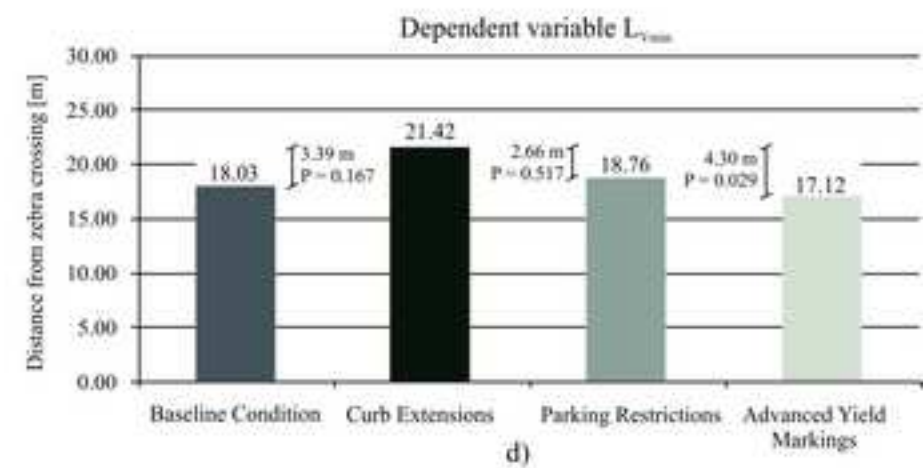 Dependent variable L_Vmin
Distance from zebra crossing [m]
30.00
25.00
20.00
15.00
10.00
5.00
0.00
18.03
3.39 m
P = 0.167
21.42
2.66 m
P = 0.517
18.76
4.30 m
P = 0.029
17.12
Baseline Condition
Curb Extensions
Parking Restrictions
Advanced Yield
Markings
d)